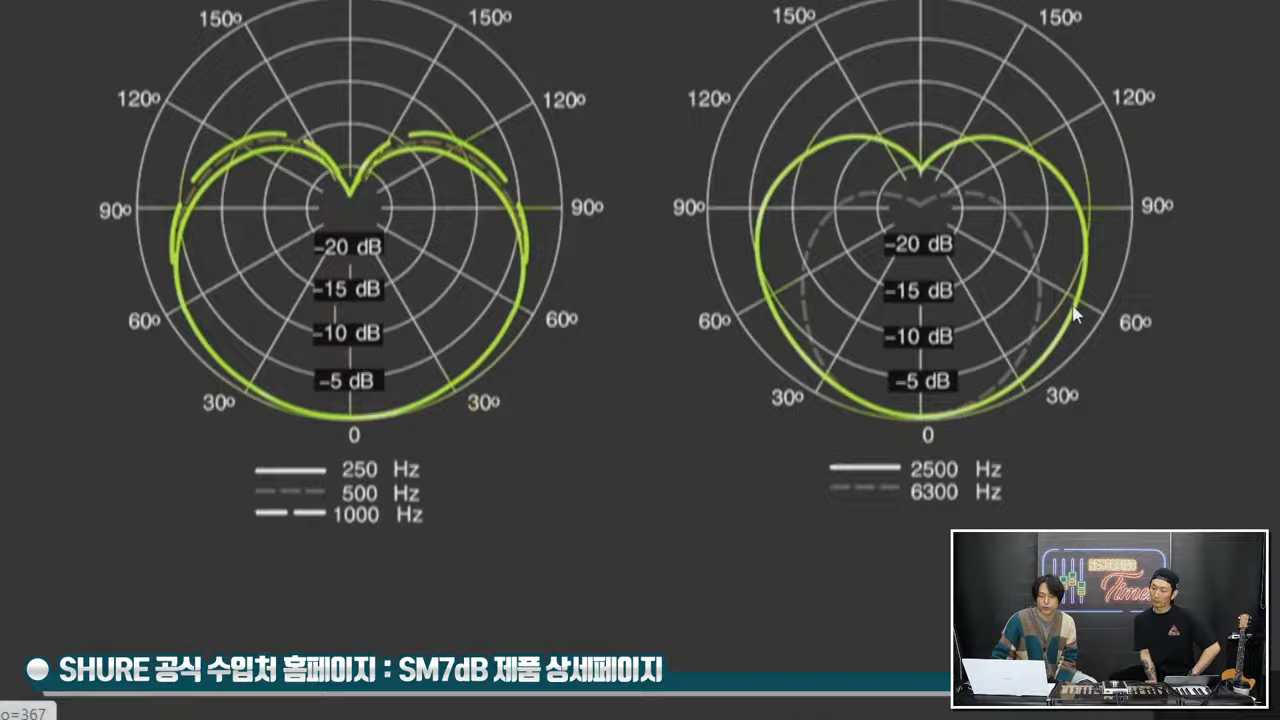 150º 150º
120º 120º
90º 90º
60º 60º
30º 30º
0
–20 dB
–15 dB
–10 dB
–5 dB
250 Hz
500 Hz
1000 Hz
150º 150º
120º 120º
90º 90º
60º 60º
30º 30º
0
–20 dB
–15 dB
–10 dB
–5 dB
2500 Hz
6300 Hz
Time
SHURE 공식 수입처 홈페이지 : SM7dB 제품 상세페이지
o=367